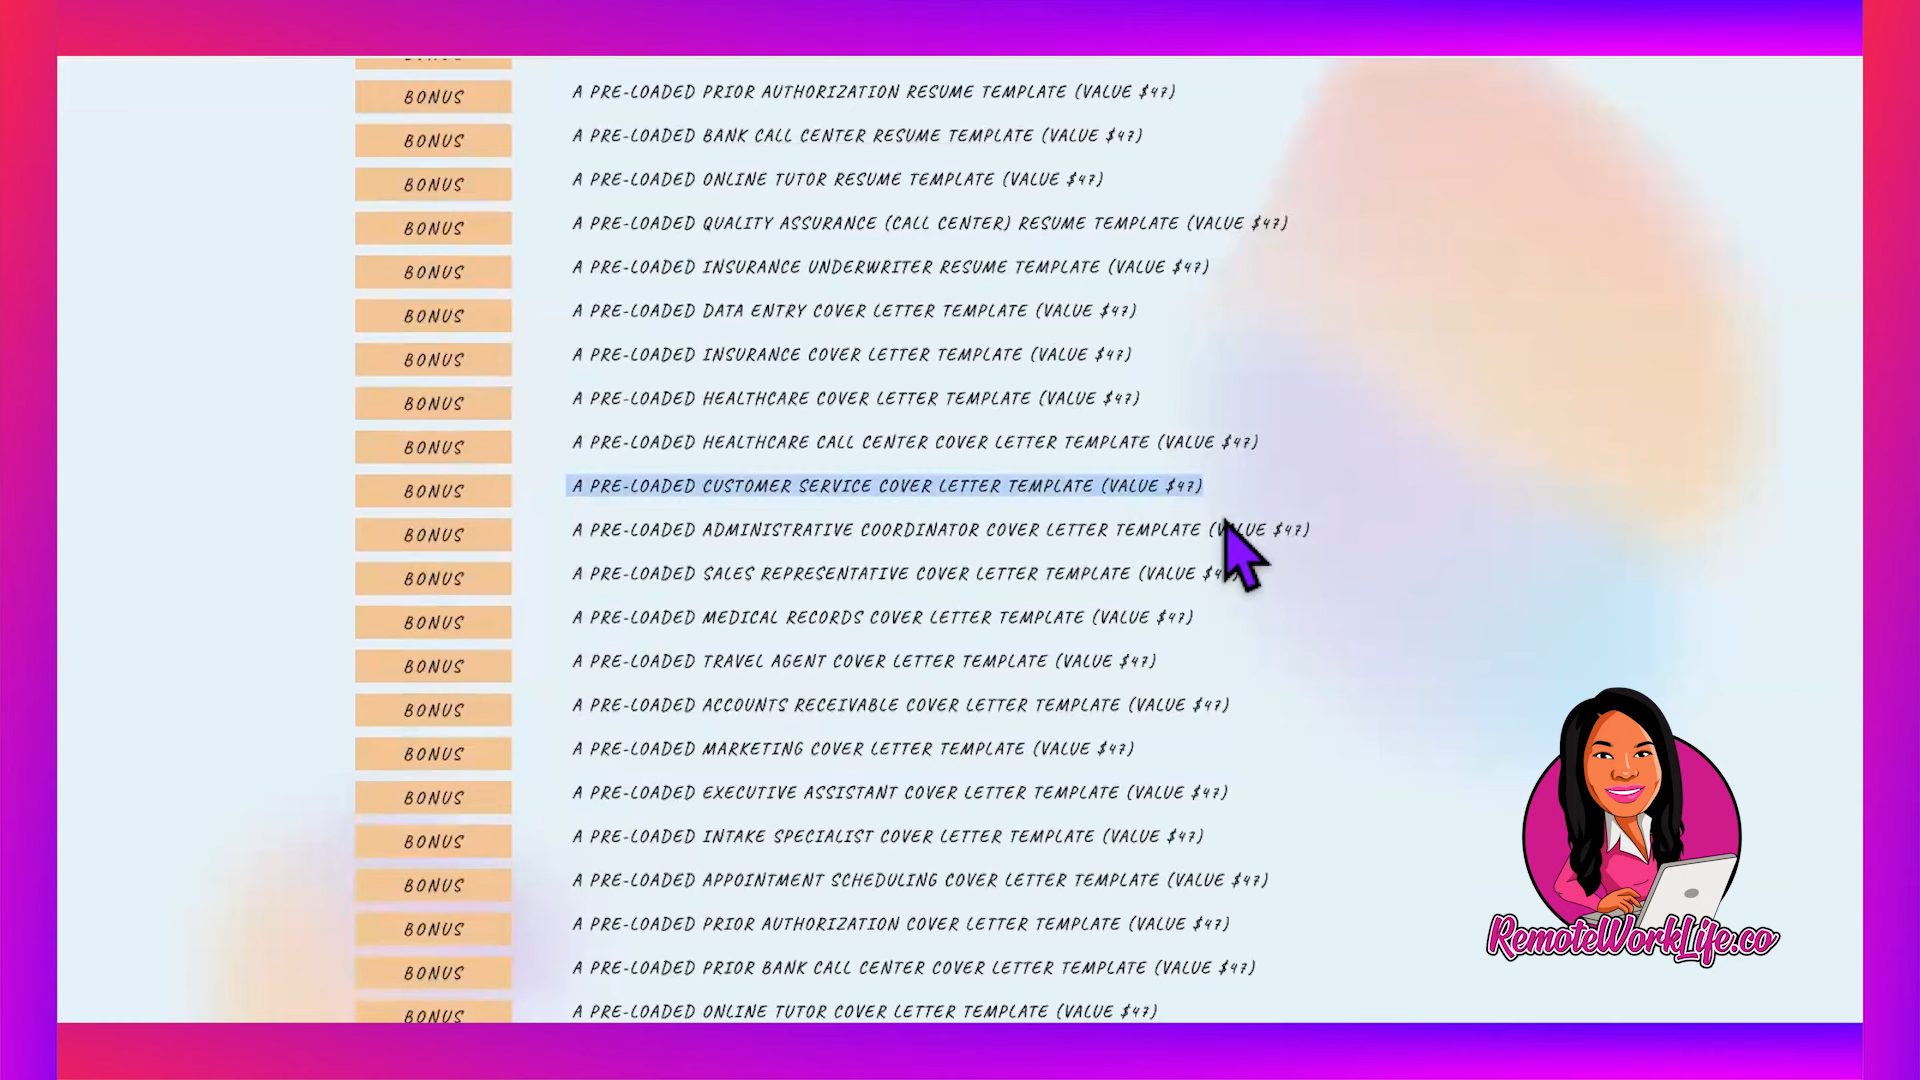 BONUS A PRE-LOADED PRIOR AUTHORIZATION RESUME TEMPLATE (VALUE $47)
BONUS A PRE-LOADED BANK CALL CENTER RESUME TEMPLATE (VALUE $47)
BONUS A PRE-LOADED ONLINE TUTOR RESUME TEMPLATE (VALUE $47)
BONUS A PRE-LOADED QUALITY ASSURANCE (CALL CENTER) RESUME TEMPLATE (VALUE $47)
BONUS A PRE-LOADED INSURANCE UNDERWRITER RESUME TEMPLATE (VALUE $47)
BONUS A PRE-LOADED DATA ENTRY COVER LETTER TEMPLATE (VALUE $47)
BONUS A PRE-LOADED INSURANCE COVER LETTER TEMPLATE (VALUE $47)
BONUS A PRE-LOADED HEALTHCARE COVER LETTER TEMPLATE (VALUE $47)
BONUS A PRE-LOADED HEALTHCARE CALL CENTER COVER LETTER TEMPLATE (VALUE $47)
BONUS A PRE-LOADED CUSTOMER SERVICE COVER LETTER TEMPLATE (VALUE $47)
BONUS A PRE-LOADED ADMINISTRATIVE COORDINATOR COVER LETTER TEMPLATE (VALUE $47)
BONUS A PRE-LOADED SALES REPRESENTATIVE COVER LETTER TEMPLATE (VALUE
BONUS A PRE-LOADED MEDICAL RECORDS COVER LETTER TEMPLATE (VALUE $47)
BONUS A PRE-LOADED TRAVEL AGENT COVER LETTER TEMPLATE (VALUE $47)
BONUS A PRE-LOADED ACCOUNTS RECEIVABLE COVER LETTER TEMPLATE (VALUE $47)
BONUS A PRE-LOADED MARKETING COVER LETTER TEMPLATE (VALUE $47)
BONUS A PRE-LOADED EXECUTIVE ASSISTANT COVER LETTER TEMPLATE (VALUE $47)
BONUS A PRE-LOADED INTAKE SPECIALIST COVER LETTER TEMPLATE (VALUE $47)
BONUS A PRE-LOADED APPOINTMENT SCHEDULING COVER LETTER TEMPLATE (VALUE $47)
BONUS A PRE-LOADED PRIOR AUTHORIZATION COVER LETTER TEMPLATE (VALUE $47)
BONUS A PRE-LOADED PRIOR BANK CALL CENTER COVER LETTER TEMPLATE (VALUE $47)
BONUS A PRE-LOADED ONLINE TUTOR COVER LETTER TEMPLATE (VALUE $47)
RemoteWorkLife.co